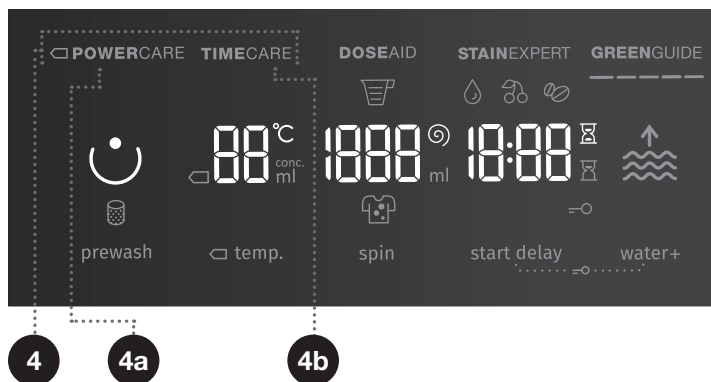 POWERCARE TIMECARE DOSEAID STAINEXPERT GREENGUIDE
88 °C 1888 18:88
conc.
ml ml
prewash temp. spin start delay water+
4 4a 4b